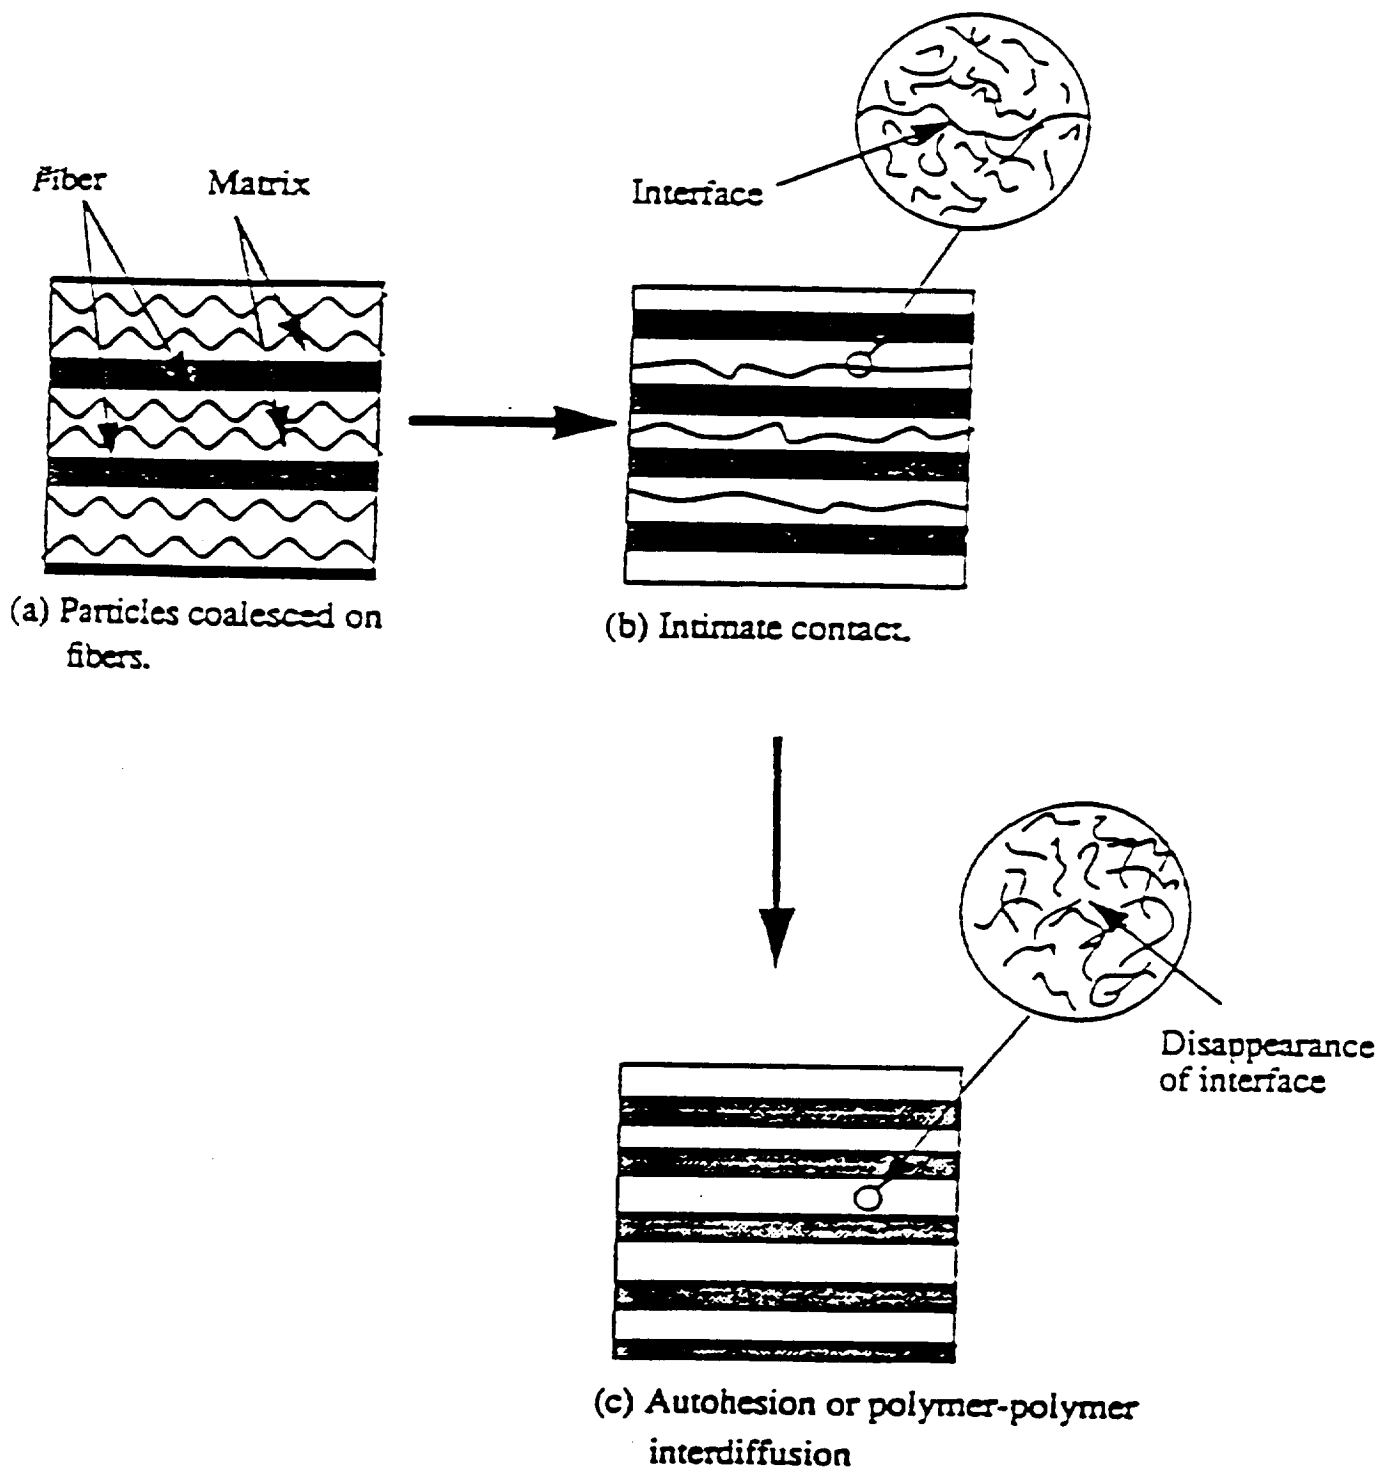 Fiber
Matrix
Interface
(a) Particles coalesced on
fibers.
(b) Intimate contact.
Disappearance
of interface
(c) Autohesion or polymer-polymer
interdiffusion